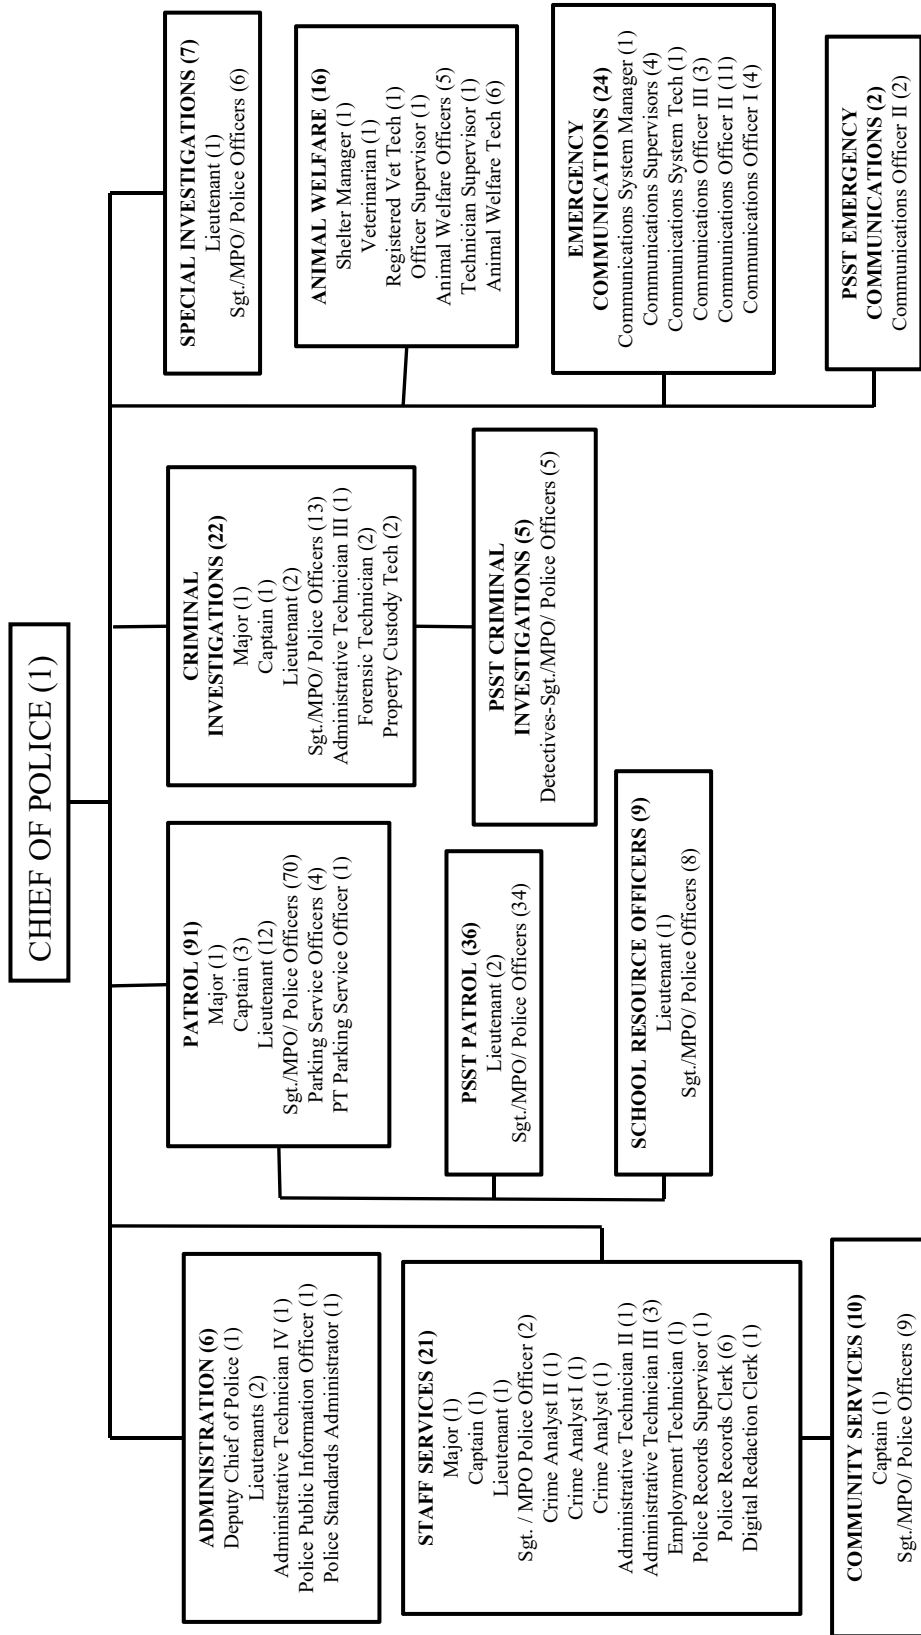 CHIEF OF POLICE (1)
ADMINISTRATION (6)
Deputy Chief of Police (1)
Lieutenants (2)
Administrative Technician IV (1)
Police Public Information Officer (1)
Police Standards Administrator (1)
STAFF SERVICES (21)
Major (1)
Captain (1)
Lieutenant (1)
Sgt. / MPO Police Officer (2)
Crime Analyst II (1)
Crime Analyst I (1)
Crime Analyst (1)
Administrative Technician II (1)
Administrative Technician III (3)
Employment Technician (1)
Police Records Supervisor (1)
Police Records Clerk (6)
Digital Redaction Clerk (1)
COMMUNITY SERVICES (10)
Captain (1)
Sgt./MPO/ Police Officers (9)
PATROL (91)
Major (1)
Captain (3)
Lieutenant (12)
Sgt./MPO/ Police Officers (70)
Parking Service Officers (4)
PT Parking Service Officer (1)
PSST PATROL (36)
Lieutenant (2)
Sgt./MPO/ Police Officers (34)
SCHOOL RESOURCE OFFICERS (9)
Lieutenant (1)
Sgt./MPO/ Police Officers (8)
CRIMINAL
INVESTIGATIONS (22)
Major (1)
Captain (1)
Lieutenant (2)
Sgt./MPO/ Police Officers (13)
Administrative Technician III (1)
Forensic Technician (2)
Property Custody Tech (2)
PSST CRIMINAL
INVESTIGATIONS (5)
Detectives-Sgt./MPO/ Police Officers (5)
SPECIAL INVESTIGATIONS (7)
Lieutenant (1)
Sgt./MPO/ Police Officers (6)
ANIMAL WELFARE (16)
Shelter Manager (1)
Veterinarian (1)
Registered Vet Tech (1)
Officer Supervisor (1)
Animal Welfare Officers (5)
Technician Supervisor (1)
Animal Welfare Tech (6)
EMERGENCY
COMMUNICATIONS (24)
Communications System Manager (1)
Communications Supervisors (4)
Communications System Tech (1)
Communications Officer III (3)
Communications Officer II (11)
Communications Officer I (4)
PSST EMERGENCY
COMMUNICATIONS (2)
Communications Officer II (2)